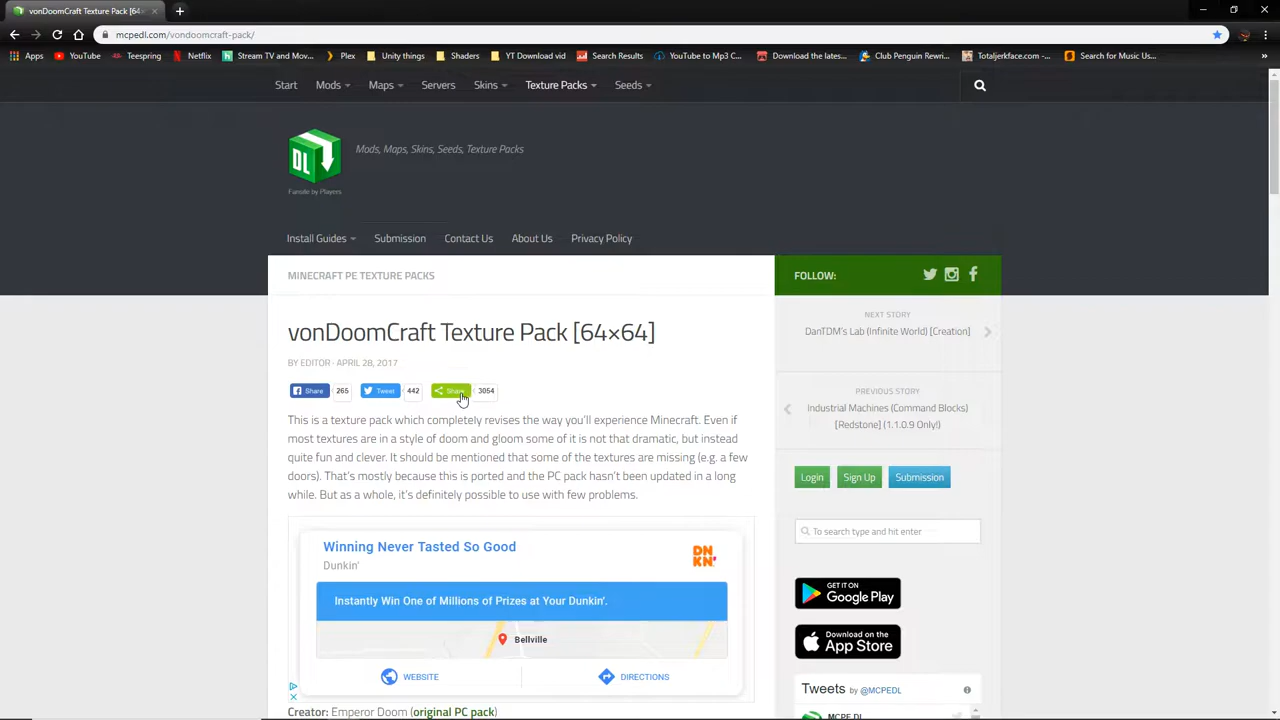 vonDoomCraft Texture Pack [64×
mcpedl.com/vondoomcraft-pack/
Apps YouTube Teespring Netflix Stream TV and Mov... Plex Unity things Shaders YT Download vid Search Results YouTube to Mp3 C... Download the lates... Club Penguin Rewri... Totaljerkface.com -... Search for Music Us... »
Start Mods Maps Servers Skins Texture Packs Seeds
DL
Mods, Maps, Skins, Seeds, Texture Packs
Fansite by Players
Install Guides Submission Contact Us About Us Privacy Policy
MINECRAFT PE TEXTURE PACKS
vonDoomCraft Texture Pack [64×64]
BY EDITOR · APRIL 28, 2017
Share 265 Tweet 442 Share 3054
This is a texture pack which completely revises the way you’ll experience Minecraft. Even if
most textures are in a style of doom and gloom some of it is not that dramatic, but instead
quite fun and clever. It should be mentioned that some of the textures are missing (e.g. a few
doors). That’s mostly because this is ported and the PC pack hasn’t been updated in a long
while. But as a whole, it’s definitely possible to use with few problems.
Winning Never Tasted So Good
Dunkin'
DN
KN'
Instantly Win One of Millions of Prizes at Your Dunkin'.
Bellville
WEBSITE DIRECTIONS
Creator: Emperor Doom (original PC pack)
FOLLOW:
NEXT STORY
DanTDM’s Lab (Infinite World) [Creation]
PREVIOUS STORY
Industrial Machines (Command Blocks)
[Redstone] (1.1.0.9 Only!)
Login Sign Up Submission
To search type and hit enter
GET IT ON
Google Play
Download on the
App Store
Tweets by @MCPEDL
MCPE DL